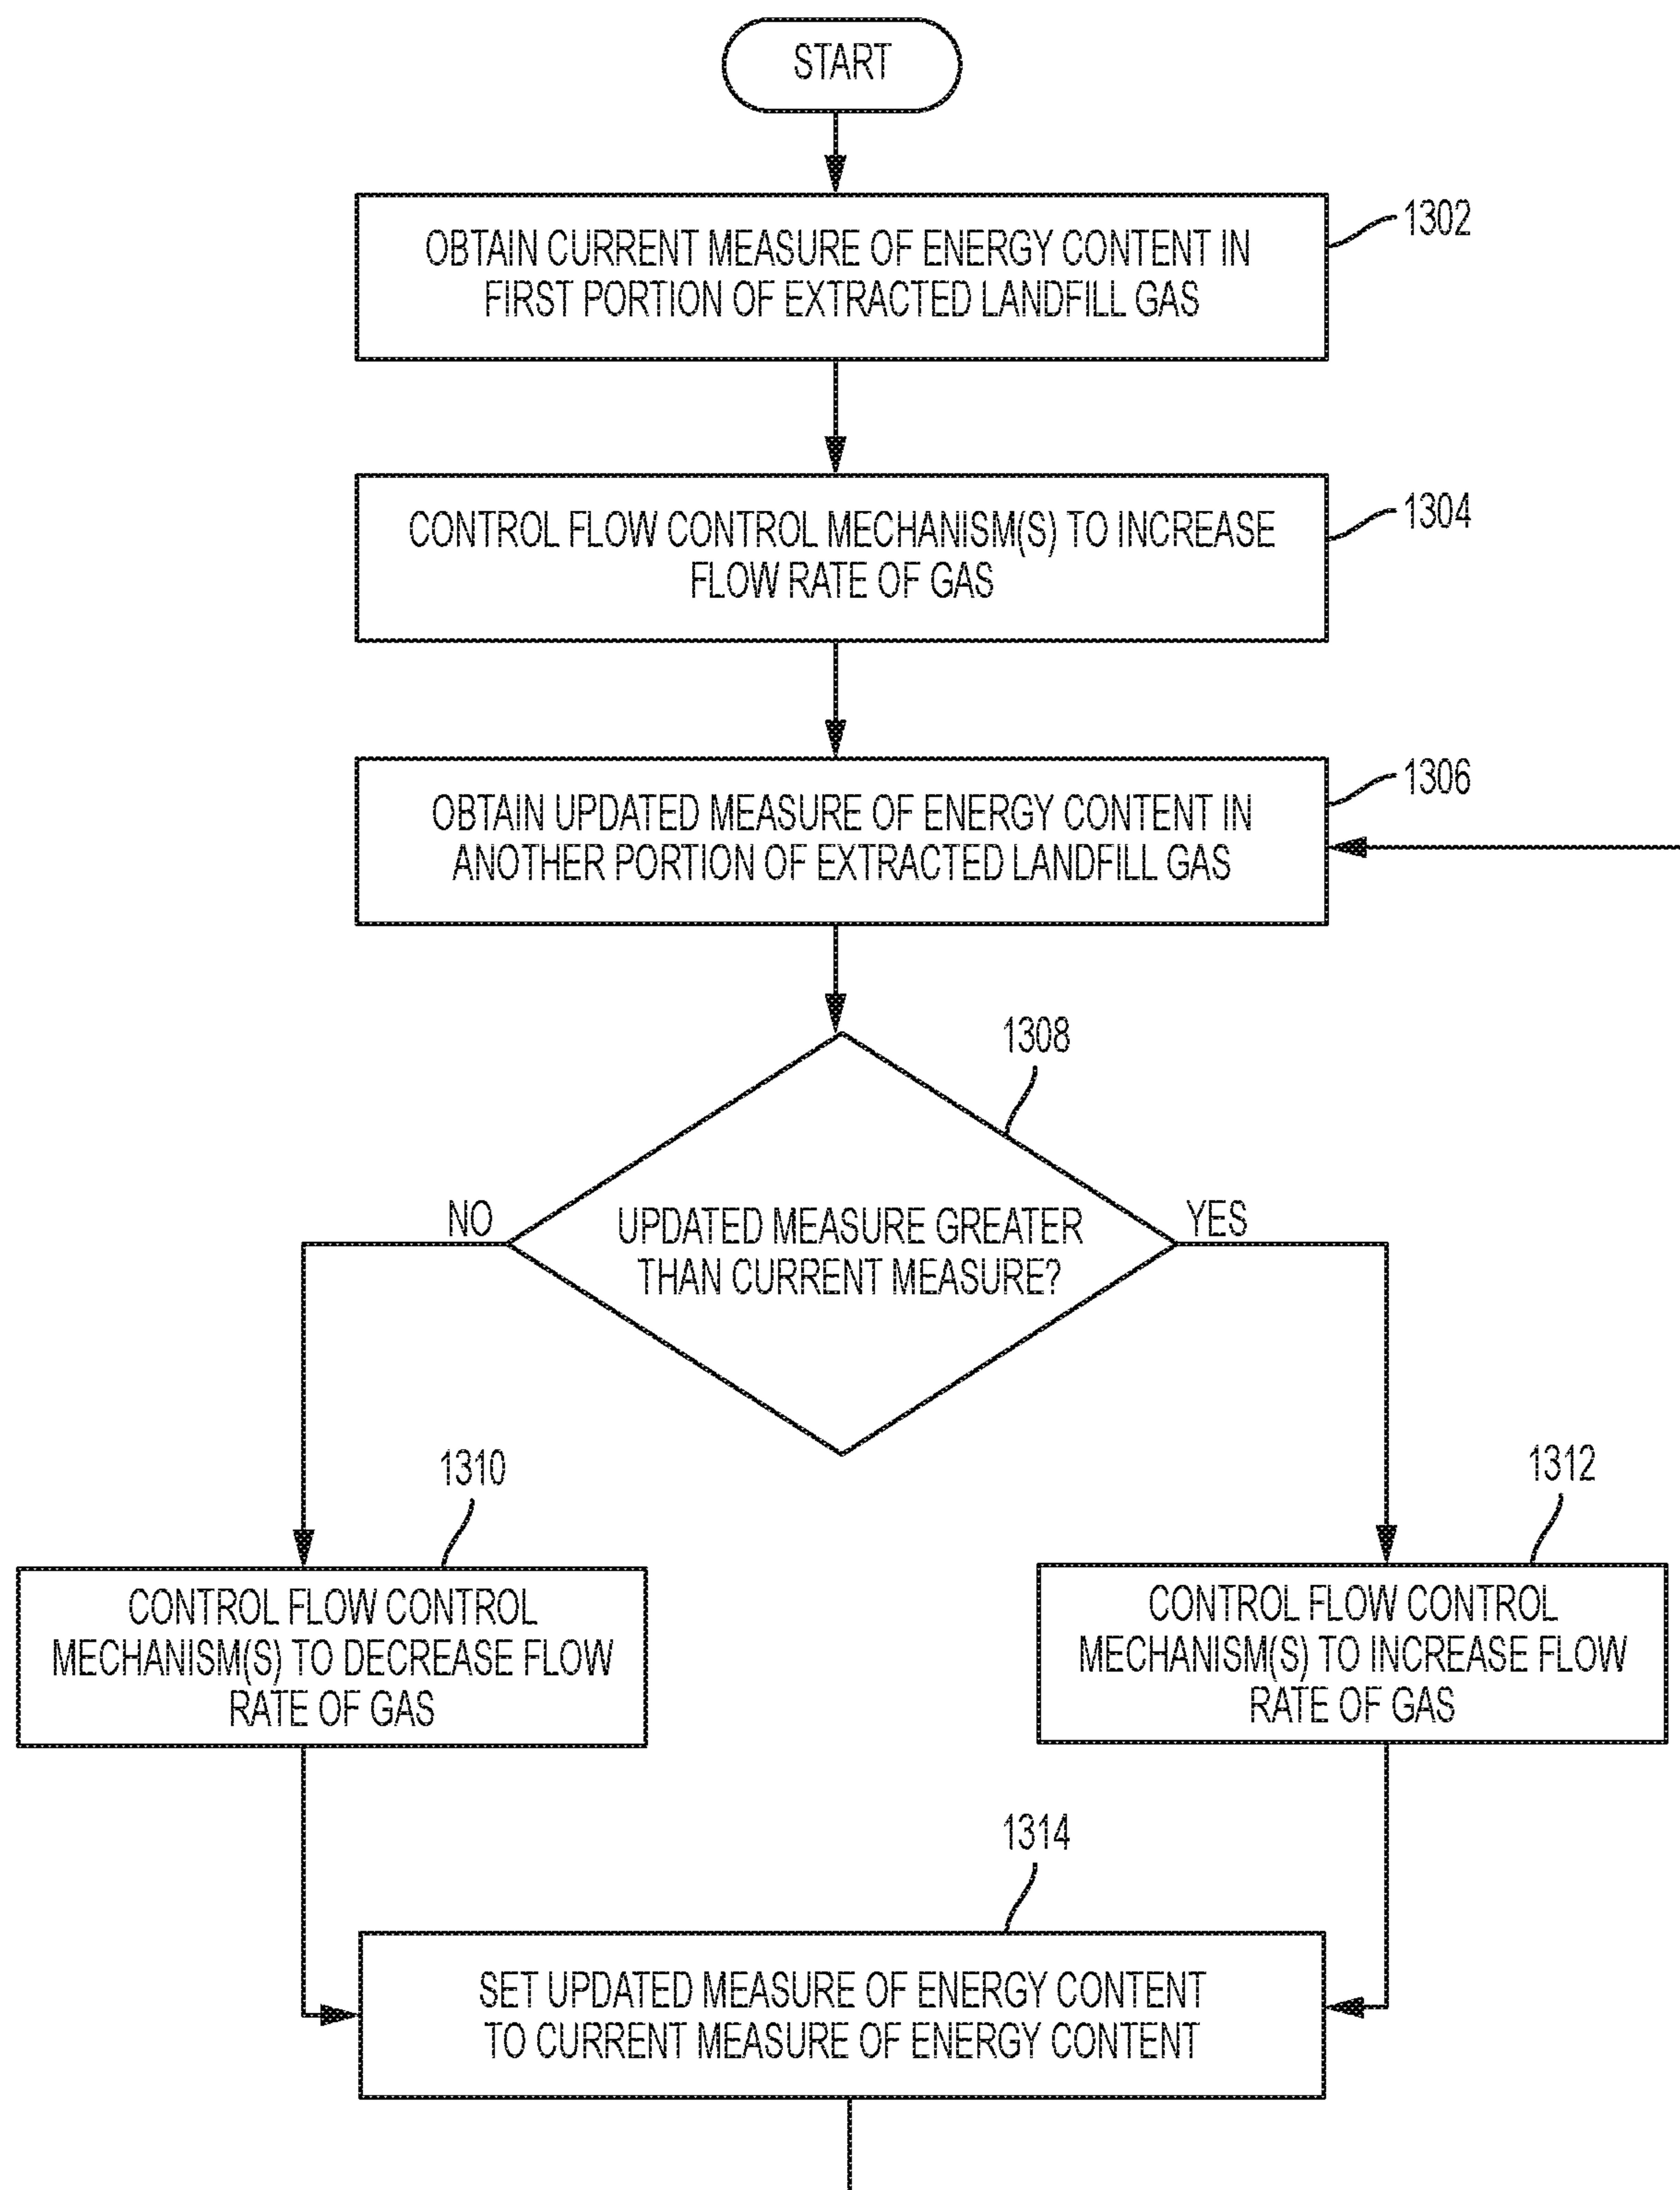 START
OBTAIN CURRENT MEASURE OF ENERGY CONTENT IN
FIRST PORTION OF EXTRACTED LANDFILL GAS
1302
CONTROL FLOW CONTROL MECHANISM(S) TO INCREASE
FLOW RATE OF GAS
1304
OBTAIN UPDATED MEASURE OF ENERGY CONTENT IN
ANOTHER PORTION OF EXTRACTED LANDFILL GAS
1306
1308
UPDATED MEASURE GREATER
THAN CURRENT MEASURE?
NO
YES
1310
CONTROL FLOW CONTROL
MECHANISM(S) TO DECREASE FLOW
RATE OF GAS
1312
CONTROL FLOW CONTROL
MECHANISM(S) TO INCREASE FLOW
RATE OF GAS
1314
SET UPDATED MEASURE OF ENERGY CONTENT
TO CURRENT MEASURE OF ENERGY CONTENT